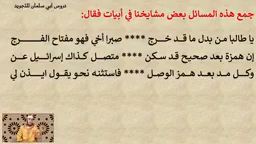 دروس أبي سلمان للتجويد
جمع هذه المسائل بعض مشايخنا في أبيات فقال:
يا طالبا من بدل ما قد خرج **** صبرا أخي فهو مفتاح الفرج
إن همزة بعد صحيح قد سكن **** متصل كذاك إسرائيل عن
وكل مد بعد همز الوصل **** فاستثنه نحو يقول ايذن لي